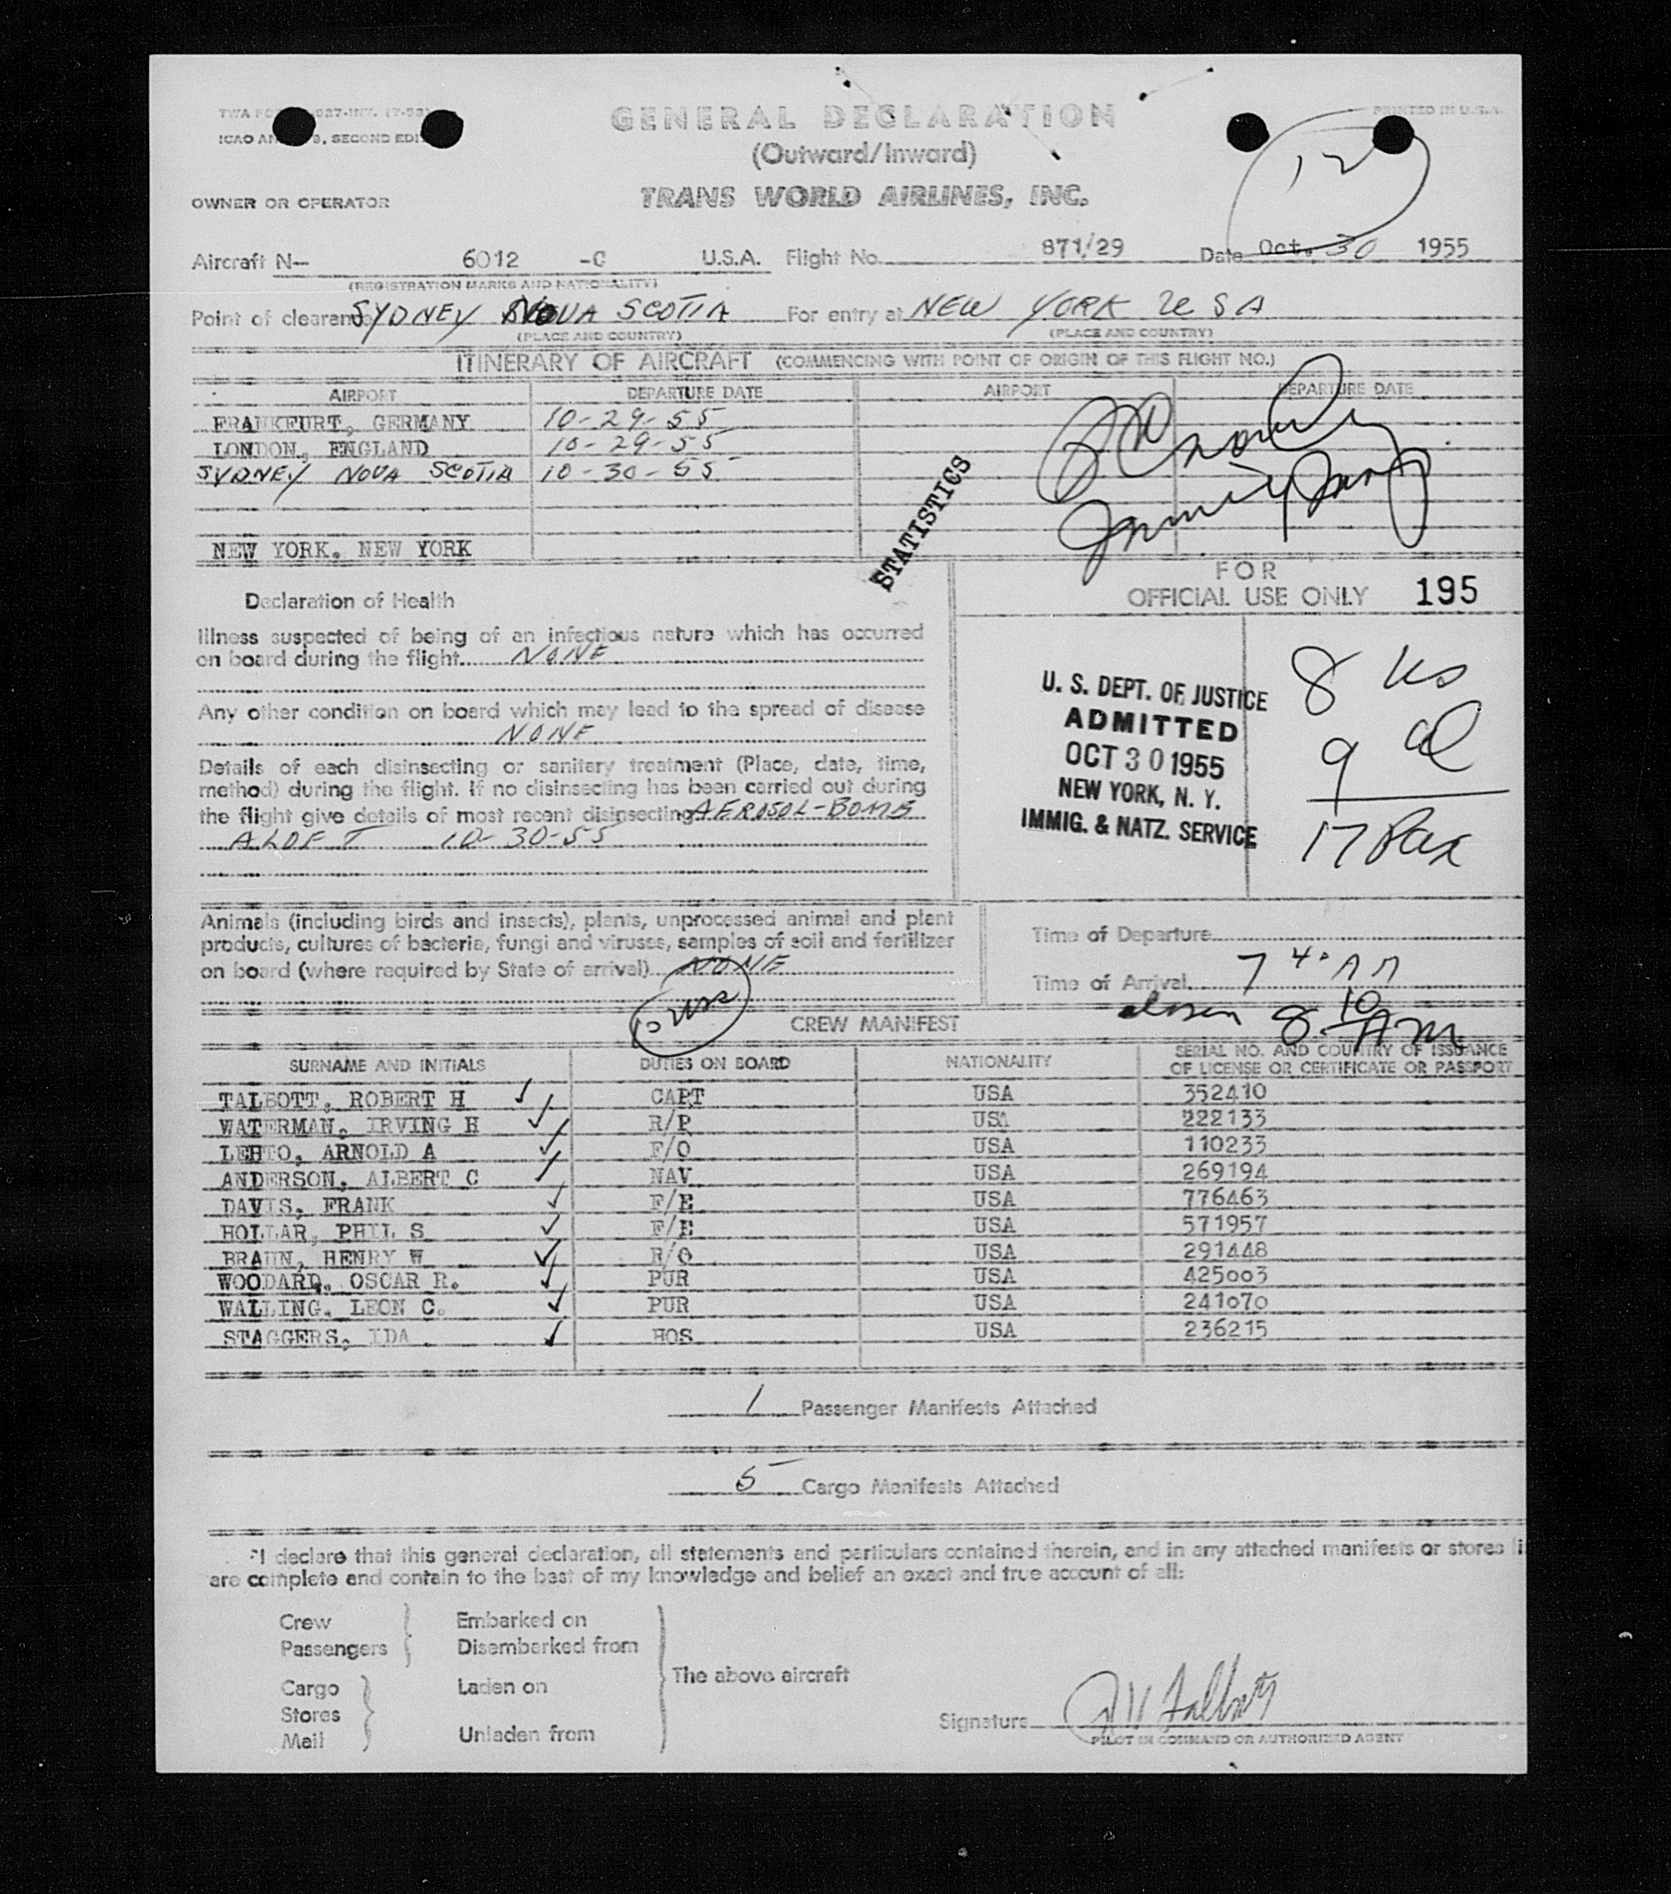 GENERAL DECLARATION
PRINTED IN U.S.A.
SECOND
(Outward/Inward)
12
OWNER OR OPERATOR
TRANS WORLD AIRLINES, INC.
Aircraft N- 6012 -C U.S.A. Flight No. 871/29 Date Oct. 30 1955
(REGISTRATION MARKS AND NATIONALITY)
Point of clearance SYDNEY NOVA SCOTIA For entry at NEW YORK U S A
(PLACE AND COUNTRY) (PLACE AND COUNTRY)
ITINERARY OF AIRCRAFT (COMMENCING WITH POINT OF ORIGIN OF THIS FLIGHT NO.)
AIRPORT DEPARTURE DATE AIRPORT DEPARTURE DATE
FRANKFURT, GERMANY 10-29-55
LONDON, ENGLAND 10-29-55
SYDNEY NOVA SCOTIA 10-30-55
STATISTICS
NEW YORK, NEW YORK
FOR
OFFICIAL USE ONLY 195
Declaration of Health
Illness suspected of being of an infectious nature which has occurred
on board during the flight NONE
Any other condition on board which may lead to the spread of disease
NONE
Details of each disinsecting or sanitary treatment (Place, date, time,
method) during the flight. If no disinsecting has been carried out during
the flight give details of most recent disinsecting AEROSOL-BOMB
ALOFT 10-30-55
U. S. DEPT. OF JUSTICE
ADMITTED
OCT 30 1955
NEW YORK, N. Y.
IMMIG. & NATZ. SERVICE
8 us
9 al
17 Pax
Animals (including birds and insects), plants, unprocessed animal and plant
products, cultures of bacteria, fungi and viruses, samples of soil and fertilizer
on board (where required by State of arrival) NONE
Time of Departure
Time of Arrival 7 40 AM
8 10 AM
CREW MANIFEST
SURNAME AND INITIALS DUTIES ON BOARD NATIONALITY SERIAL NO. AND COUNTRY OF ISSUANCE
OF LICENSE OR CERTIFICATE OR PASSPORT
TALBOTT, ROBERT H CAPT USA 352410
WATERMAN, IRVING H R/P USA 222133
LEHTO, ARNOLD A F/O USA 110233
ANDERSON, ALBERT C NAV USA 269194
DAVIS, FRANK F/E USA 776463
HOLLAR, PHIL S F/E USA 571957
BRAUN, HENRY W R/O USA 291448
WOODARD, OSCAR R. PUR USA 425003
WALLING, LEON C. PUR USA 241070
STAGGERS, IDA HOS USA 236215
1 Passenger Manifests Attached
5 Cargo Manifests Attached
"I declare that this general declaration, all statements and particulars contained therein, and in any attached manifests or stores li
are complete and contain to the best of my knowledge and belief an exact and true account of all:
Crew Embarked on
Passengers Disembarked from
The above aircraft
Cargo Laden on
Stores
Mail Unladen from
Signature R H Talbott
PILOT IN COMMAND OR AUTHORIZED AGENT